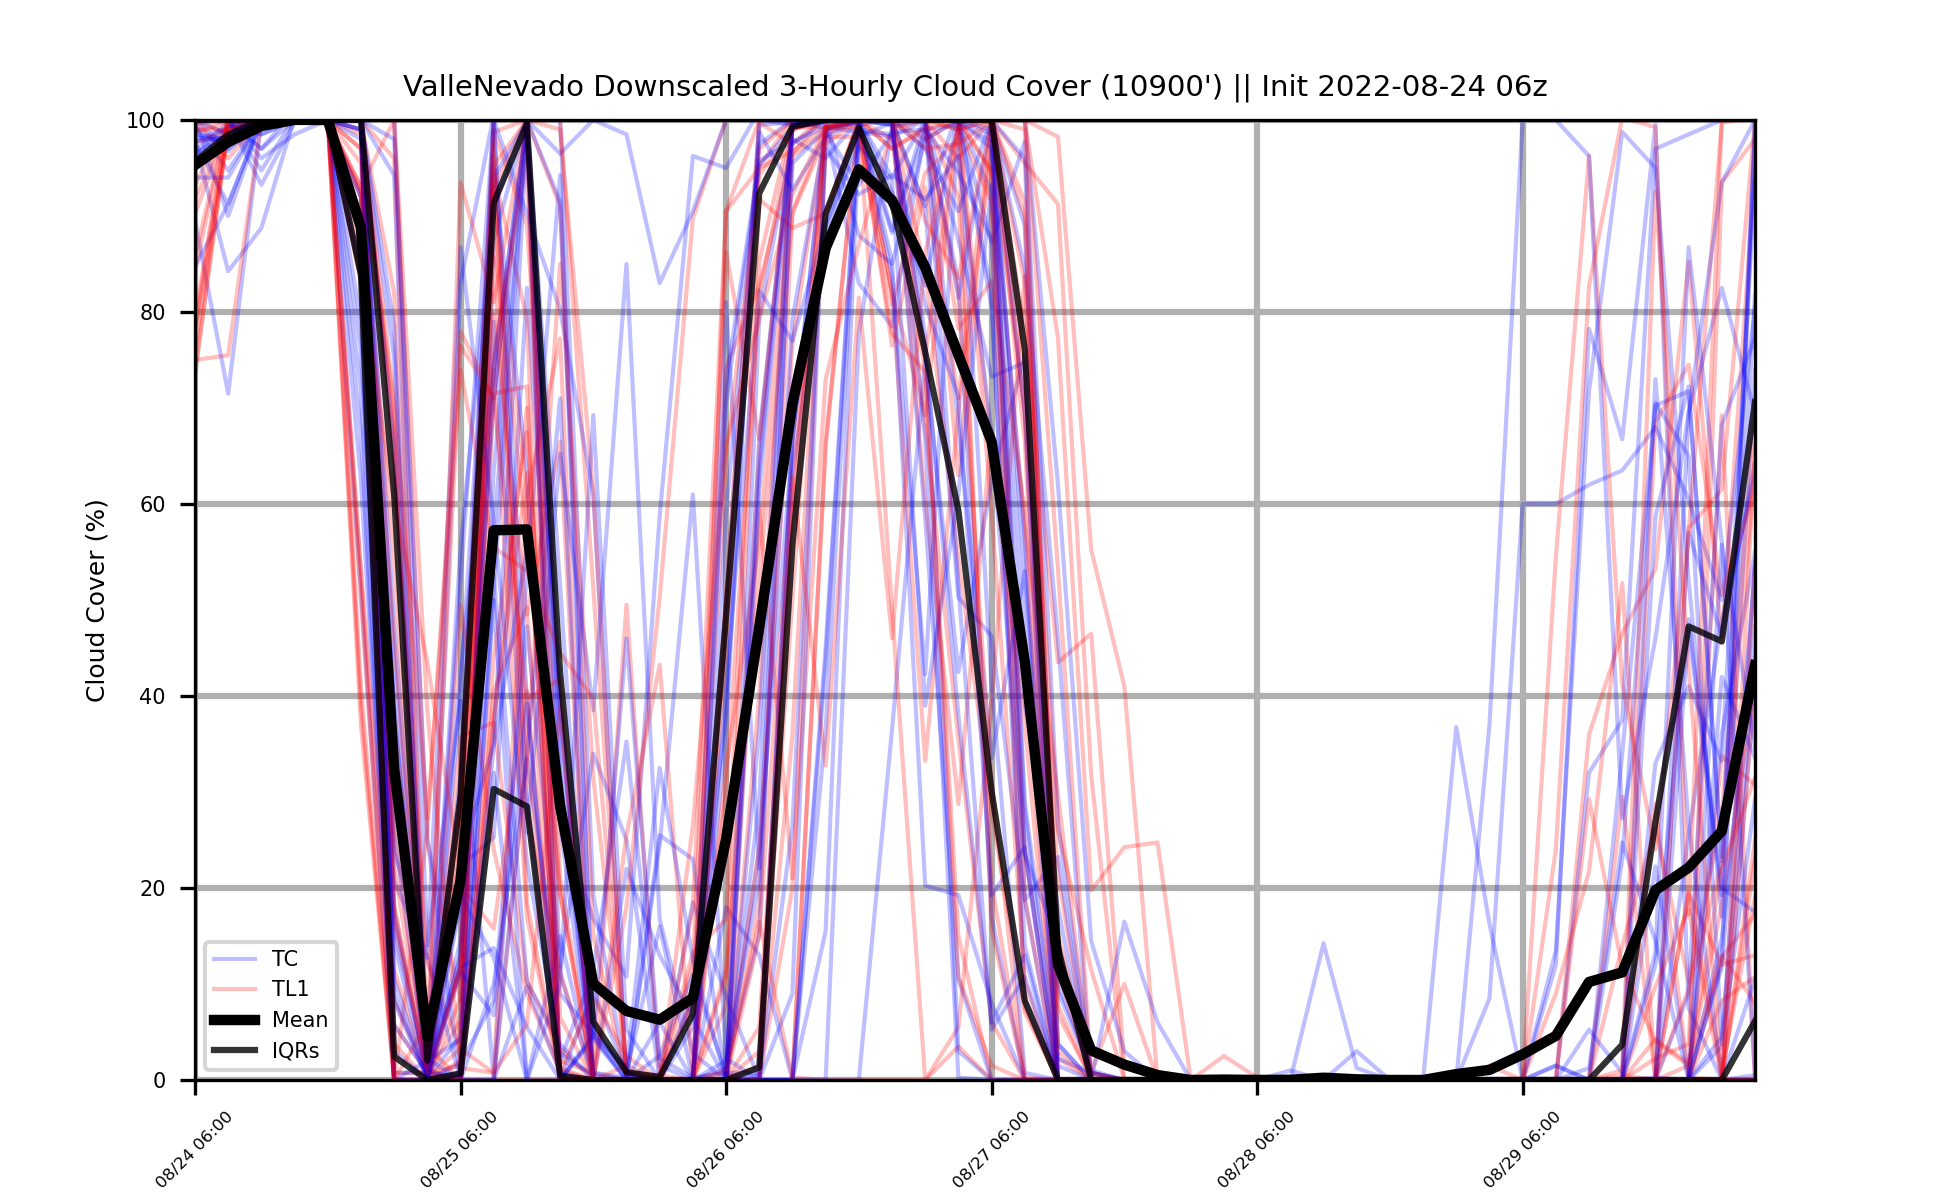 ValleNevado Downscaled 3-Hourly Cloud Cover (10900') || Init 2022-08-24 06z
Cloud Cover (%)
100
80
60
40
20
0
TC
TL1
Mean
IQRs
08/24 06:00
08/25 06:00
08/26 06:00
08/27 06:00
08/28 06:00
08/29 06:00